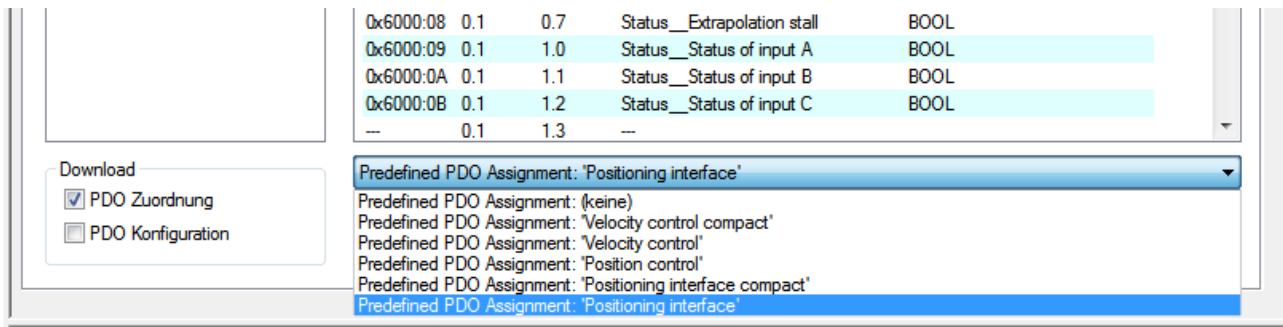 0x6000:08 0.1 0.7 Status__Extrapolation stall BOOL
0x6000:09 0.1 1.0 Status__Status of input A BOOL
0x6000:0A 0.1 1.1 Status__Status of input B BOOL
0x6000:0B 0.1 1.2 Status__Status of input C BOOL
--- 0.1 1.3 ---
Download
PDO Zuordnung
PDO Konfiguration
Predefined PDO Assignment: 'Positioning interface'
Predefined PDO Assignment: (keine)
Predefined PDO Assignment: 'Velocity control compact'
Predefined PDO Assignment: 'Velocity control'
Predefined PDO Assignment: 'Position control'
Predefined PDO Assignment: 'Positioning interface compact'
Predefined PDO Assignment: 'Positioning interface'